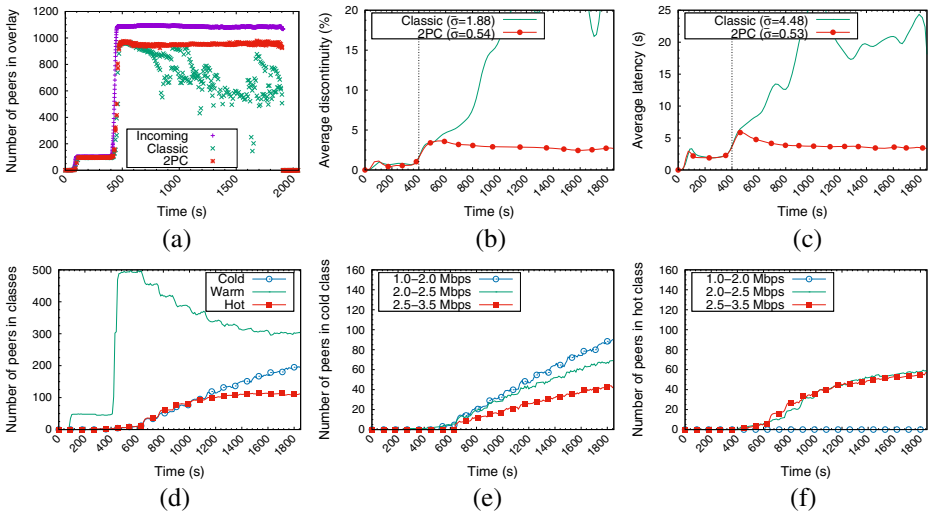 Number of peers in overlay
1200
1000
800
600
400
200
0
Incoming
Classic
2PC
0
500
1000
1500
2000
Time (s)
(a)
Average discontinuity (%)
20
15
10
5
0
Classic (σ̄=1.88)
2PC (σ̄=0.54)
0
200
400
600
800
1000
1200
1400
1600
1800
Time (s)
(b)
Average latency (s)
25
20
15
10
5
0
Classic (σ̄=4.48)
2PC (σ̄=0.53)
0
200
400
600
800
1000
1200
1400
1600
1800
Time (s)
(c)
Number of peers in classes
500
400
300
200
100
0
Cold
Warm
Hot
0
200
400
600
800
1000
1200
1400
1600
1800
Time (s)
(d)
Number of peers in cold class
160
140
120
100
80
60
40
20
0
1.0–2.0 Mbps
2.0–2.5 Mbps
2.5–3.5 Mbps
0
200
400
600
800
1000
1200
1400
1600
1800
Time (s)
(e)
Number of peers in hot class
160
140
120
100
80
60
40
20
0
1.0–2.0 Mbps
2.0–2.5 Mbps
2.5–3.5 Mbps
0
200
400
600
800
1000
1200
1400
1600
1800
Time (s)
(f)